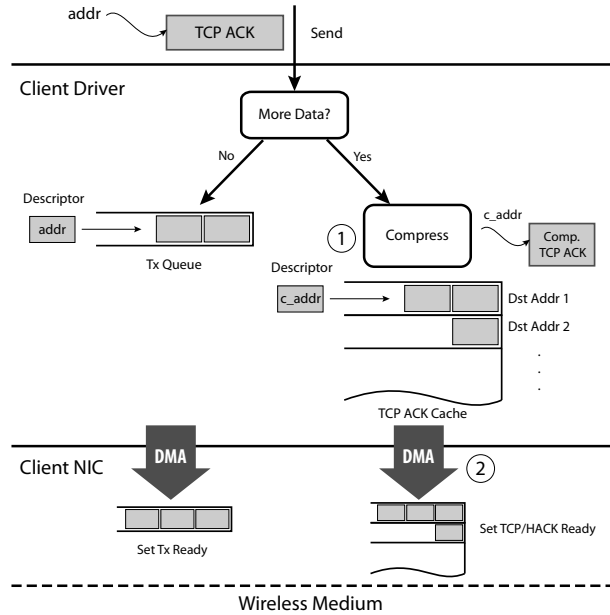 addr
TCP ACK
Send
Client Driver
More Data?
No
Yes
Descriptor
addr
Tx Queue
1
Compress
c_addr
Comp.
TCP ACK
Descriptor
c_addr
Dst Addr 1
Dst Addr 2
.
.
.
TCP ACK Cache
DMA
DMA
Client NIC
2
Set Tx Ready
Set TCP/HACK Ready
Wireless Medium